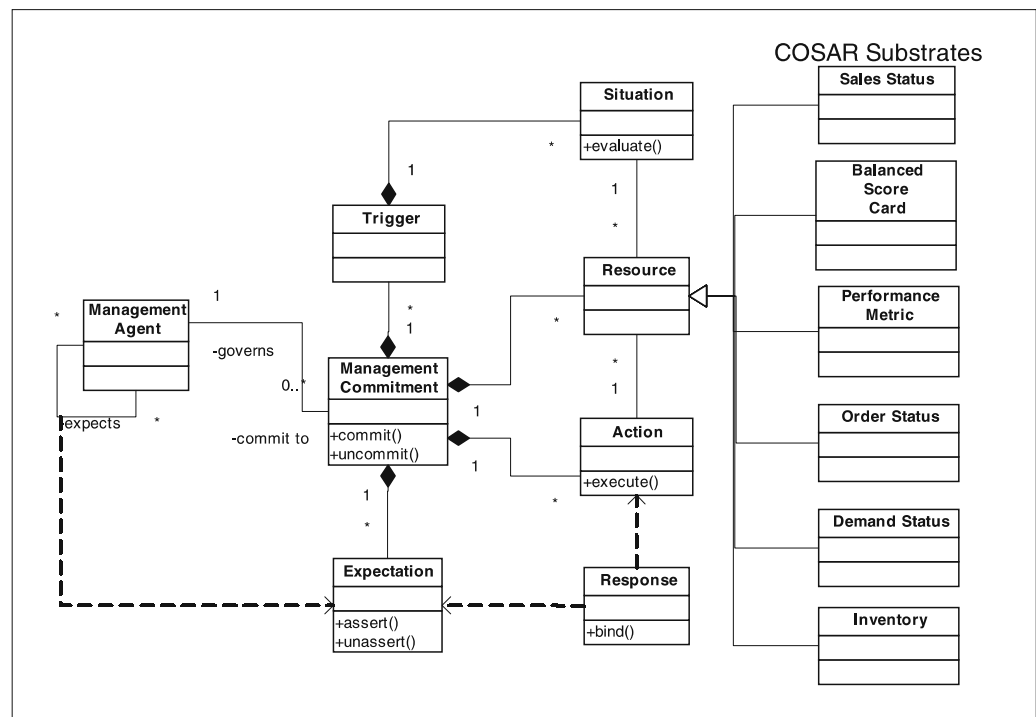 COSAR Substrates
Situation
+evaluate()
Sales Status
*
1
1
*
Balanced
Score
Card
Trigger
Resource
*
1
*
1
Management
Agent
*
*
1
-governs
0..*
-expects
-commit to
Management
Commitment
+commit()
+uncommit()
1
1
*
1
*
Performance
Metric
Action
+execute()
*
Order Status
1
*
Expectation
+assert()
+unassert()
Response
+bind()
Demand Status
Inventory